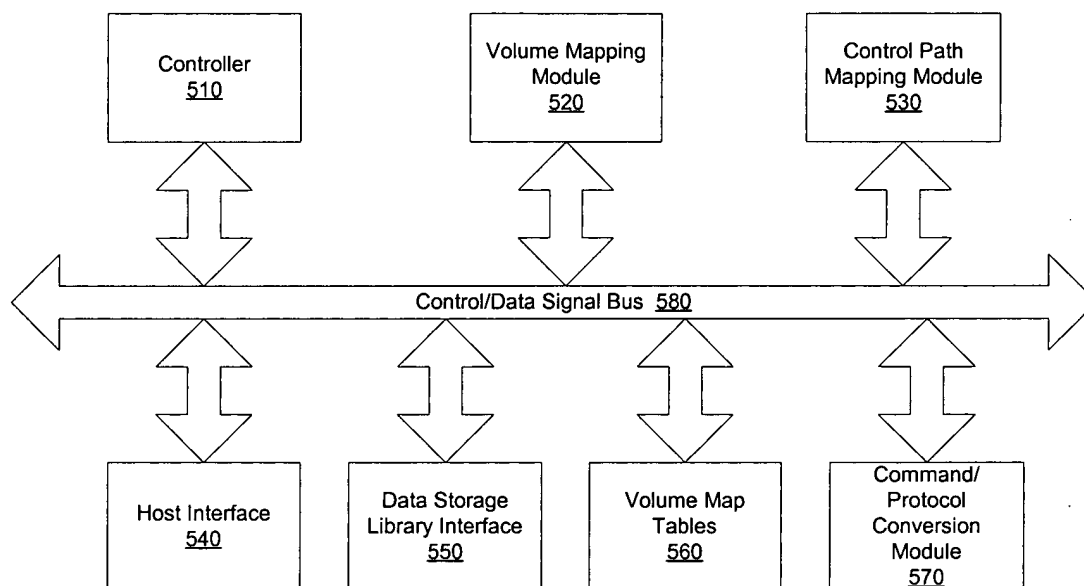 Controller
510
Volume Mapping
Module
520
Control Path
Mapping Module
530
Control/Data Signal Bus 580
Host Interface
540
Data Storage
Library Interface
550
Volume Map
Tables
560
Command/
Protocol
Conversion
Module
570